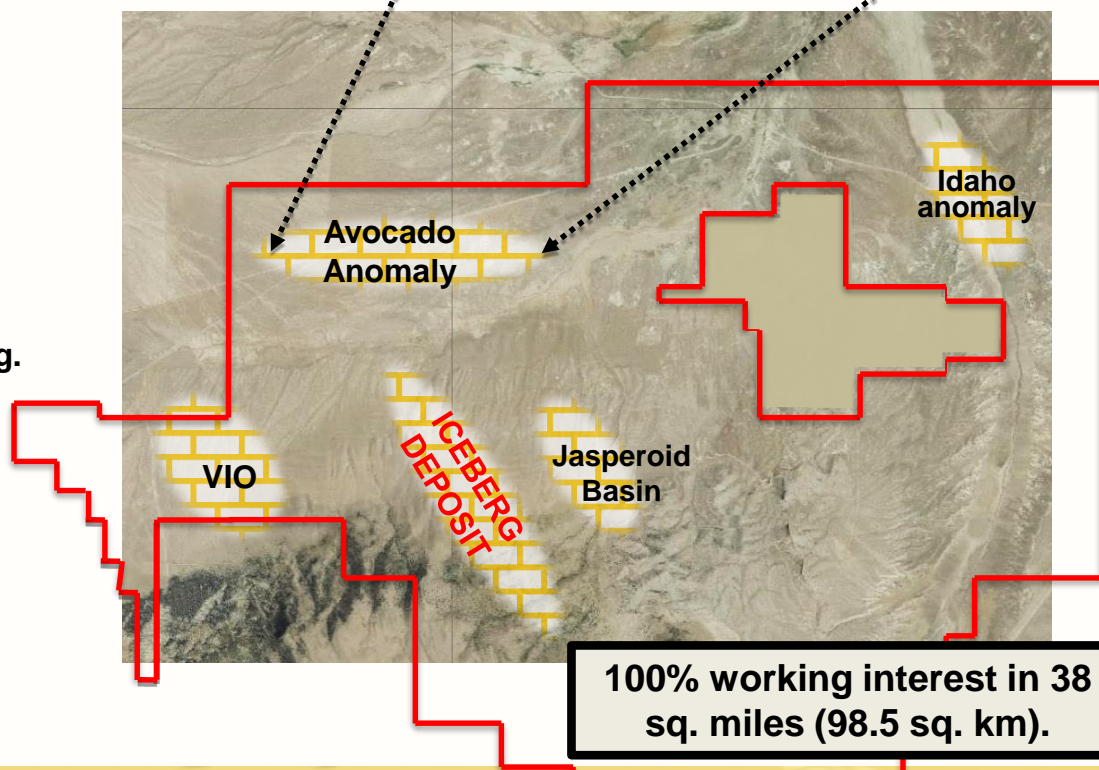 Idaho
anomaly
Avocado
Anomaly
g.
ICEBERG
DEPOSIT
Jasperoid
Basin
VIO
100% working interest in 38
sq. miles (98.5 sq. km).